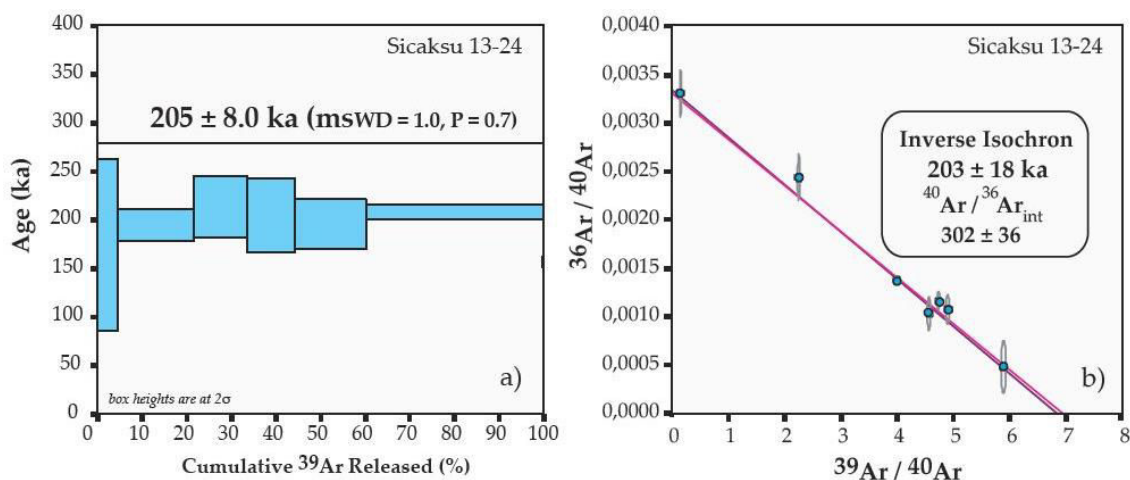 Sicaksu 13-24
205 ± 8.0 ka (msWD = 1.0, P = 0.7)
400
350
300
250
200
150
100
50
0
Age (ka)
box heights are at 2σ
a)
0 10 20 30 40 50 60 70 80 90 100
Cumulative ³⁹Ar Released (%)
Sicaksu 13-24
0,0040
0,0035
0,0030
0,0025
0,0020
0,0015
0,0010
0,0005
0,0000
³⁶Ar / ⁴⁰Ar
Inverse Isochron
203 ± 18 ka
⁴⁰Ar / ³⁶Ar int
302 ± 36
b)
0 1 2 3 4 5 6 7 8
³⁹Ar / ⁴⁰Ar